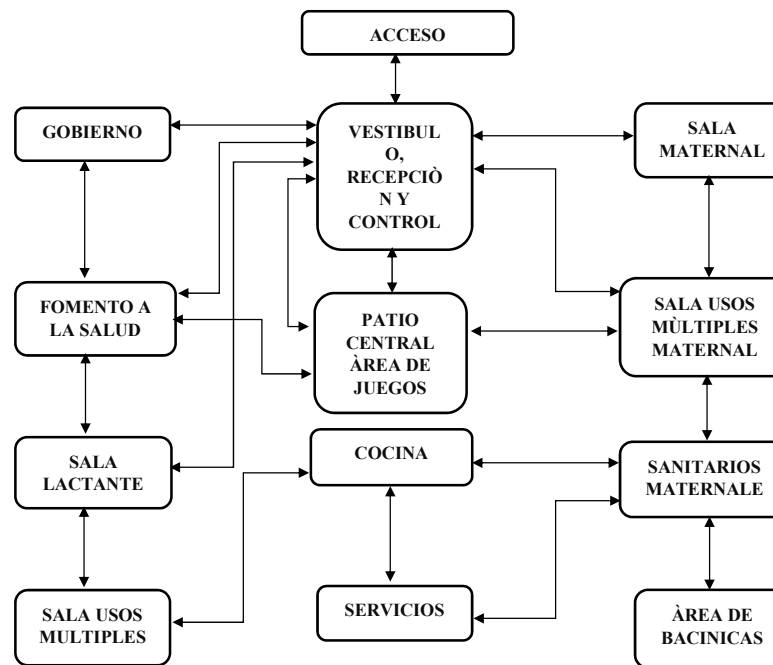 ACCESO
GOBIERNO
VESTIBUL
O,
RECEPCIÒ
N Y
CONTROL
SALA
MATERNAL
FOMENTO A
LA SALUD
PATIO
CENTRAL
ÀREA DE
JUEGOS
SALA USOS
MÙLTIPLES
MATERNAL
SALA
LACTANTE
COCINA
SANITARIOS
MATERNALE
SALA USOS
MULTIPLES
SERVICIOS
ÀREA DE
BACINICAS